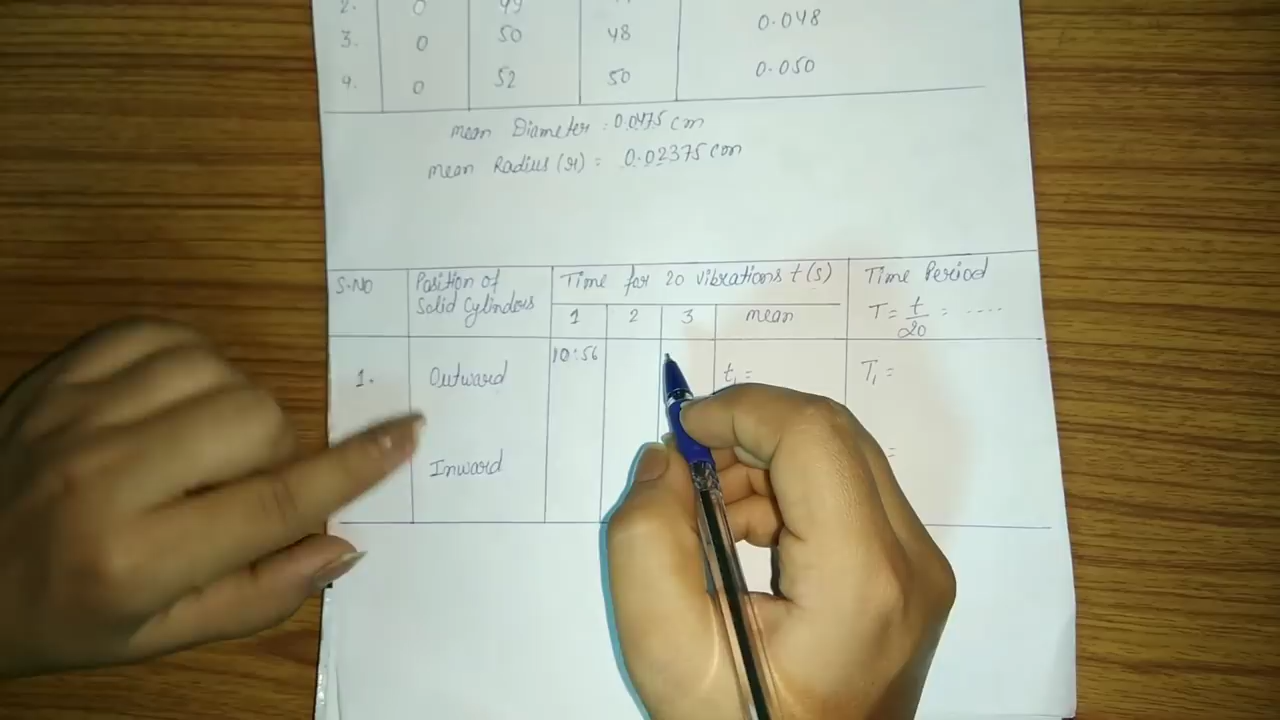 2. 0
3. 0 50 48 0.048
4. 0 52 50 0.050
Mean Diameter : 0.0475 cm
Mean Radius (r) = 0.02375 cm
S.NO Position of Solid Cylinders Time for 20 Vibrations t(s) Time Period
1 2 3 mean T = t/20 = ....
10:56
1. Outward t₁ = T₁ =
Inward =